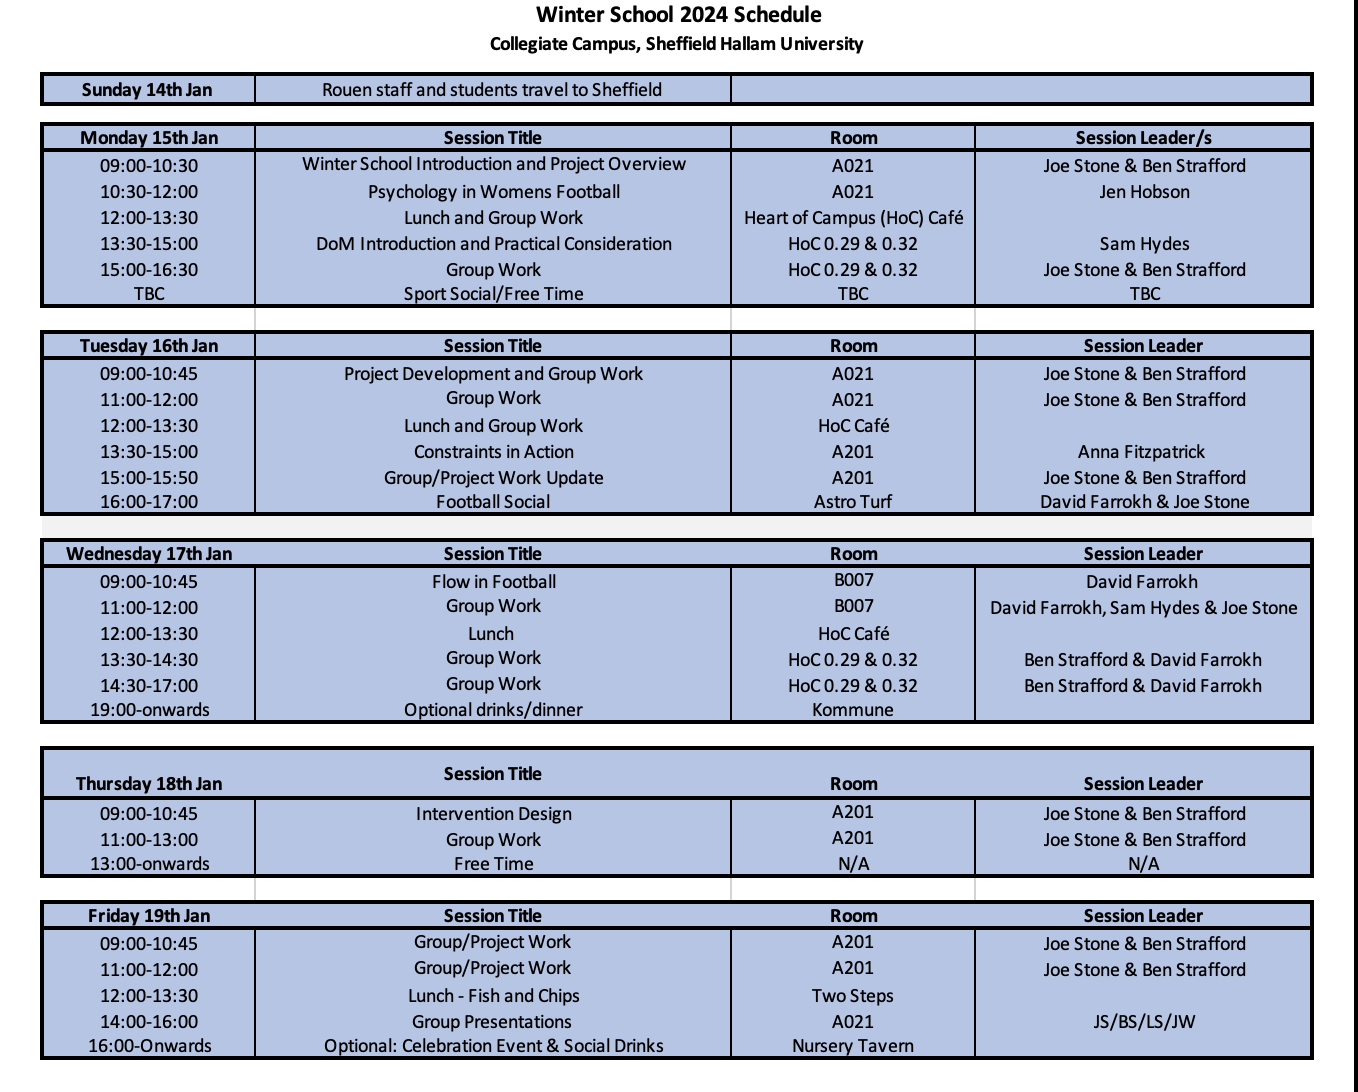 Winter School 2024 Schedule
Collegiate Campus, Sheffield Hallam University
Sunday 14th Jan Rouen staff and students travel to Sheffield
Monday 15th Jan Session Title Room Session Leader/s
09:00-10:30 Winter School Introduction and Project Overview A021 Joe Stone & Ben Strafford
10:30-12:00 Psychology in Womens Football A021 Jen Hobson
12:00-13:30 Lunch and Group Work Heart of Campus (HoC) Café
13:30-15:00 DoM Introduction and Practical Consideration HoC 0.29 & 0.32 Sam Hydes
15:00-16:30 Group Work HoC 0.29 & 0.32 Joe Stone & Ben Strafford
TBC Sport Social/Free Time TBC TBC
Tuesday 16th Jan Session Title Room Session Leader
09:00-10:45 Project Development and Group Work A021 Joe Stone & Ben Strafford
11:00-12:00 Group Work A021 Joe Stone & Ben Strafford
12:00-13:30 Lunch and Group Work HoC Café
13:30-15:00 Constraints in Action A201 Anna Fitzpatrick
15:00-15:50 Group/Project Work Update A201 Joe Stone & Ben Strafford
16:00-17:00 Football Social Astro Turf David Farrokh & Joe Stone
Wednesday 17th Jan Session Title Room Session Leader
09:00-10:45 Flow in Football B007 David Farrokh
11:00-12:00 Group Work B007 David Farrokh, Sam Hydes & Joe Stone
12:00-13:30 Lunch HoC Café
13:30-14:30 Group Work HoC 0.29 & 0.32 Ben Strafford & David Farrokh
14:30-17:00 Group Work HoC 0.29 & 0.32 Ben Strafford & David Farrokh
19:00-onwards Optional drinks/dinner Kommune
Thursday 18th Jan Session Title Room Session Leader
09:00-10:45 Intervention Design A201 Joe Stone & Ben Strafford
11:00-13:00 Group Work A201 Joe Stone & Ben Strafford
13:00-onwards Free Time N/A N/A
Friday 19th Jan Session Title Room Session Leader
09:00-10:45 Group/Project Work A201 Joe Stone & Ben Strafford
11:00-12:00 Group/Project Work A201 Joe Stone & Ben Strafford
12:00-13:30 Lunch - Fish and Chips Two Steps
14:00-16:00 Group Presentations A021 JS/BS/LS/JW
16:00-Onwards Optional: Celebration Event & Social Drinks Nursery Tavern